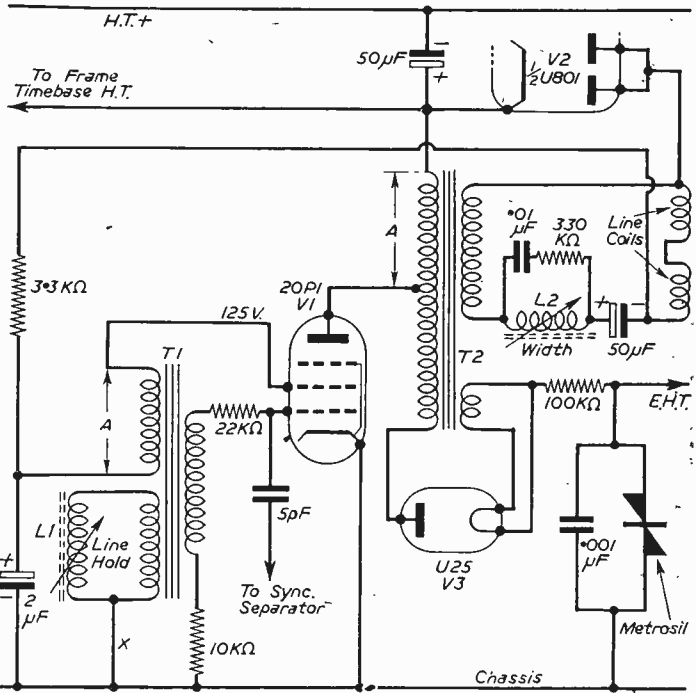 H.T.+
50µF
-
+
½
V2
U801
To Frame
Timebase H.T.
A
·01
µF
330
KΩ
Line
Coils
3·3KΩ
20P1
V1
125V.
L2
+
-
Width
50µF
T1
T2
A
22KΩ
100KΩ
E.H.T.
5pF
L1
Line
Hold
+
-
2
µF
U25
V3
·001
µF
To Sync.
Separator
X
10KΩ
Metrosil
Chassis